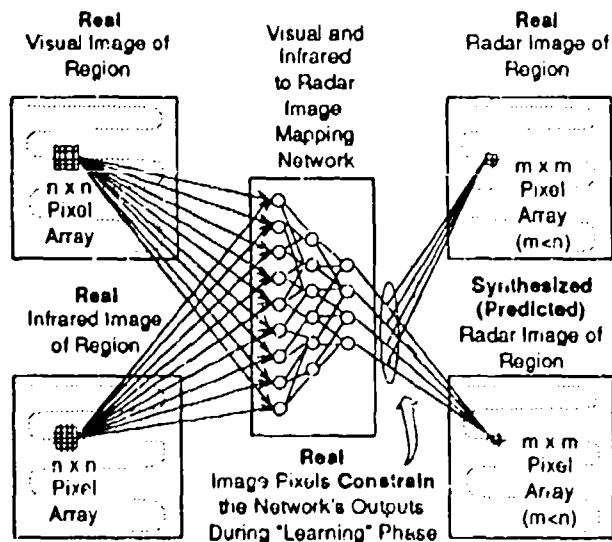 Real
Visual Image of
Region
n x n
Pixel
Array
Visual and
Infrared
to Radar
Image
Mapping
Network
Real
Radar Image of
Region
m x m
Pixel
Array
(m<n)
Real
Infrared Image
of Region
n x n
Pixel
Array
Real
Image Pixels Constrain
the Network's Outputs
During "Learning" Phase
Synthesized
(Predicted)
Radar Image of
Region
m x m
Pixel
Array
(m<n)